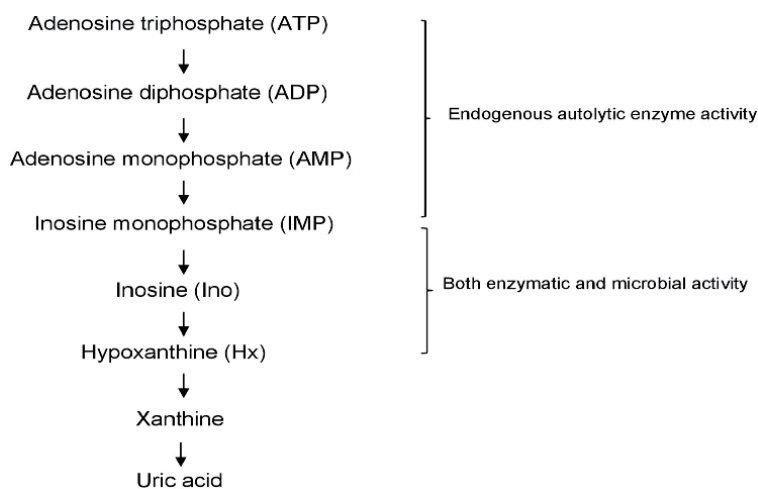 Adenosine triphosphate (ATP)
Adenosine diphosphate (ADP)
Endogenous autolytic enzyme activity
Adenosine monophosphate (AMP)
Inosine monophosphate (IMP)
Inosine (Ino)
Both enzymatic and microbial activity
Hypoxanthine (Hx)
Xanthine
Uric acid